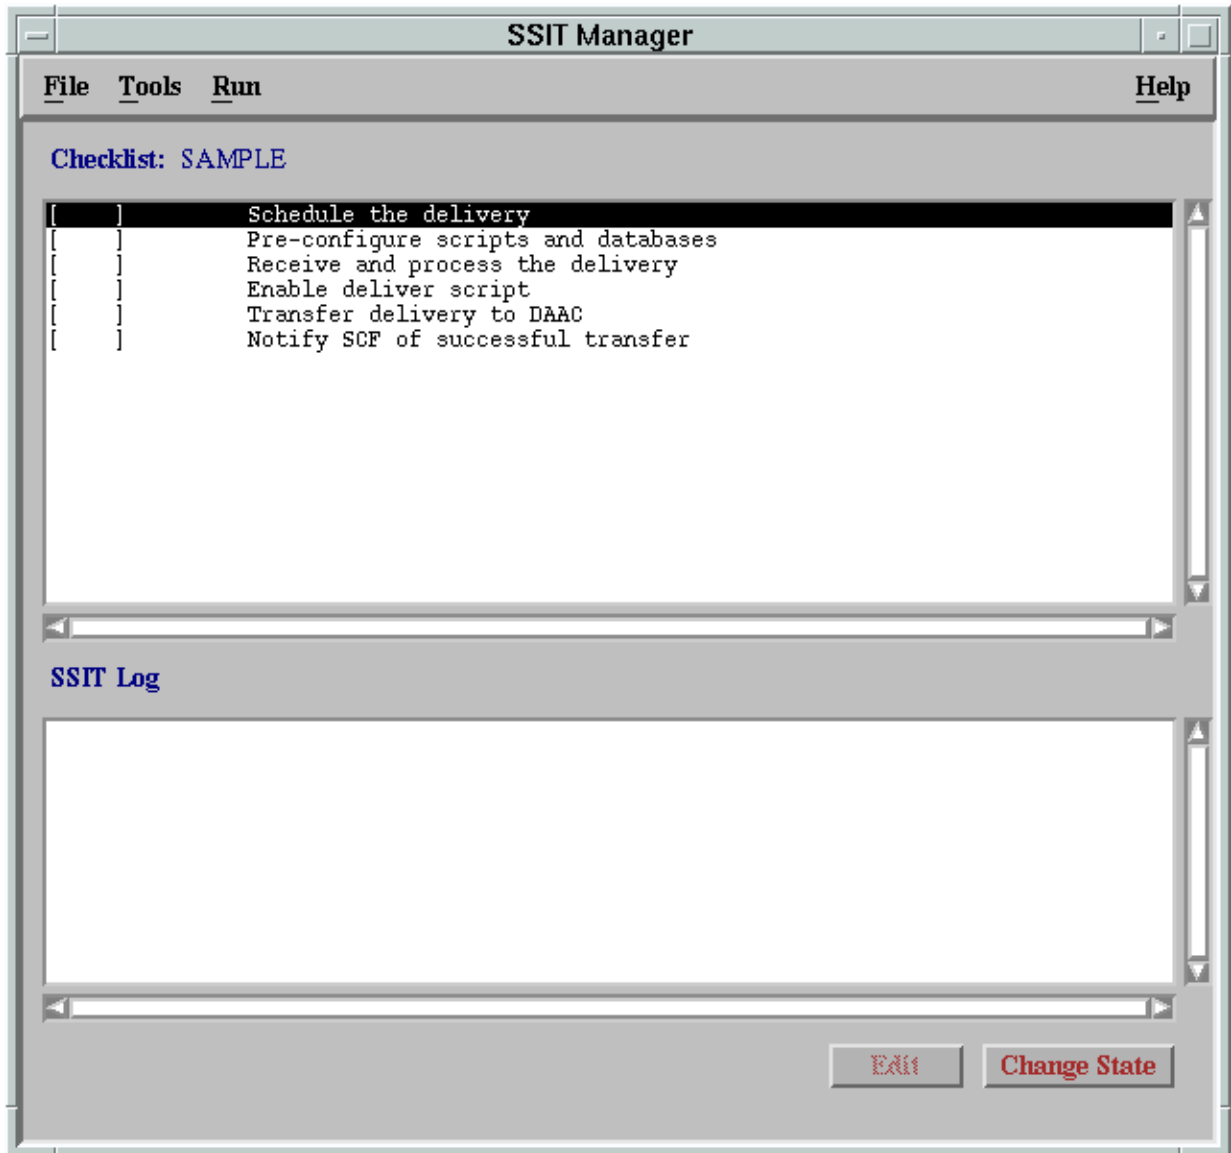 SSIT Manager
File Tools Run Help
Checklist: SAMPLE
[ ] Schedule the delivery
[ ] Pre-configure scripts and databases
[ ] Receive and process the delivery
[ ] Enable deliver script
[ ] Transfer delivery to DAAC
[ ] Notify SCF of successful transfer
SSIT Log
Edit Change State